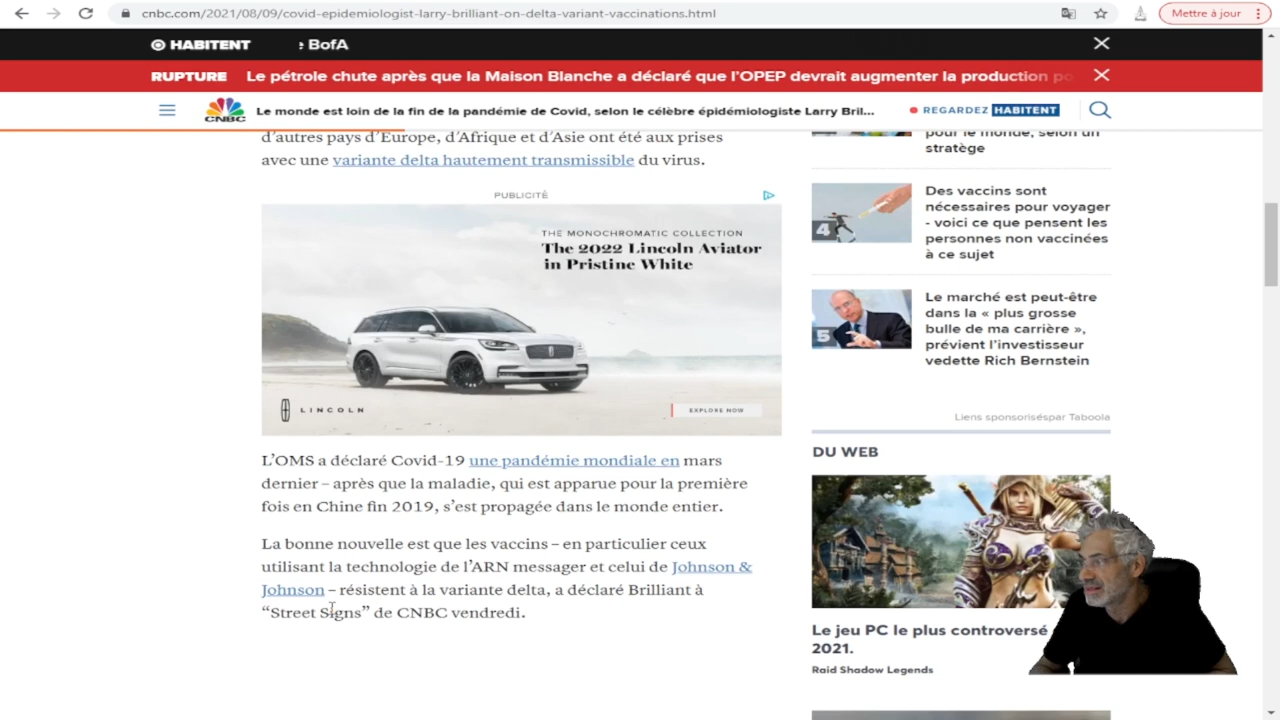 cnbc.com/2021/08/09/covid-epidemiologist-larry-brilliant-on-delta-variant-vaccinations.html
Mettre à jour
HABITENT
: BofA
RUPTURE Le pétrole chute après que la Maison Blanche a déclaré que l'OPEP devrait augmenter la production
CNBC
Le monde est loin de la fin de la pandémie de Covid, selon le célèbre épidémiologiste Larry Bril...
REGARDEZ HABITENT
d'autres pays d'Europe, d'Afrique et d'Asie ont été aux prises
avec une variante delta hautement transmissible du virus.
PUBLICITÉ
THE MONOCHROMATIC COLLECTION
The 2022 Lincoln Aviator
in Pristine White
LINCOLN
EXPLORE NOW
L'OMS a déclaré Covid-19 une pandémie mondiale en mars
dernier – après que la maladie, qui est apparue pour la première
fois en Chine fin 2019, s'est propagée dans le monde entier.
La bonne nouvelle est que les vaccins – en particulier ceux
utilisant la technologie de l'ARN messager et celui de Johnson &
Johnson – résistent à la variante delta, a déclaré Brilliant à
“Street Signs” de CNBC vendredi.
pour le monde, selon un
stratège
4
Des vaccins sont
nécessaires pour voyager
- voici ce que pensent les
personnes non vaccinées
à ce sujet
5
Le marché est peut-être
dans la « plus grosse
bulle de ma carrière »,
prévient l'investisseur
vedette Rich Bernstein
Liens sponsoriséspar Taboola
DU WEB
Le jeu PC le plus controversé
2021.
Raid Shadow Legends